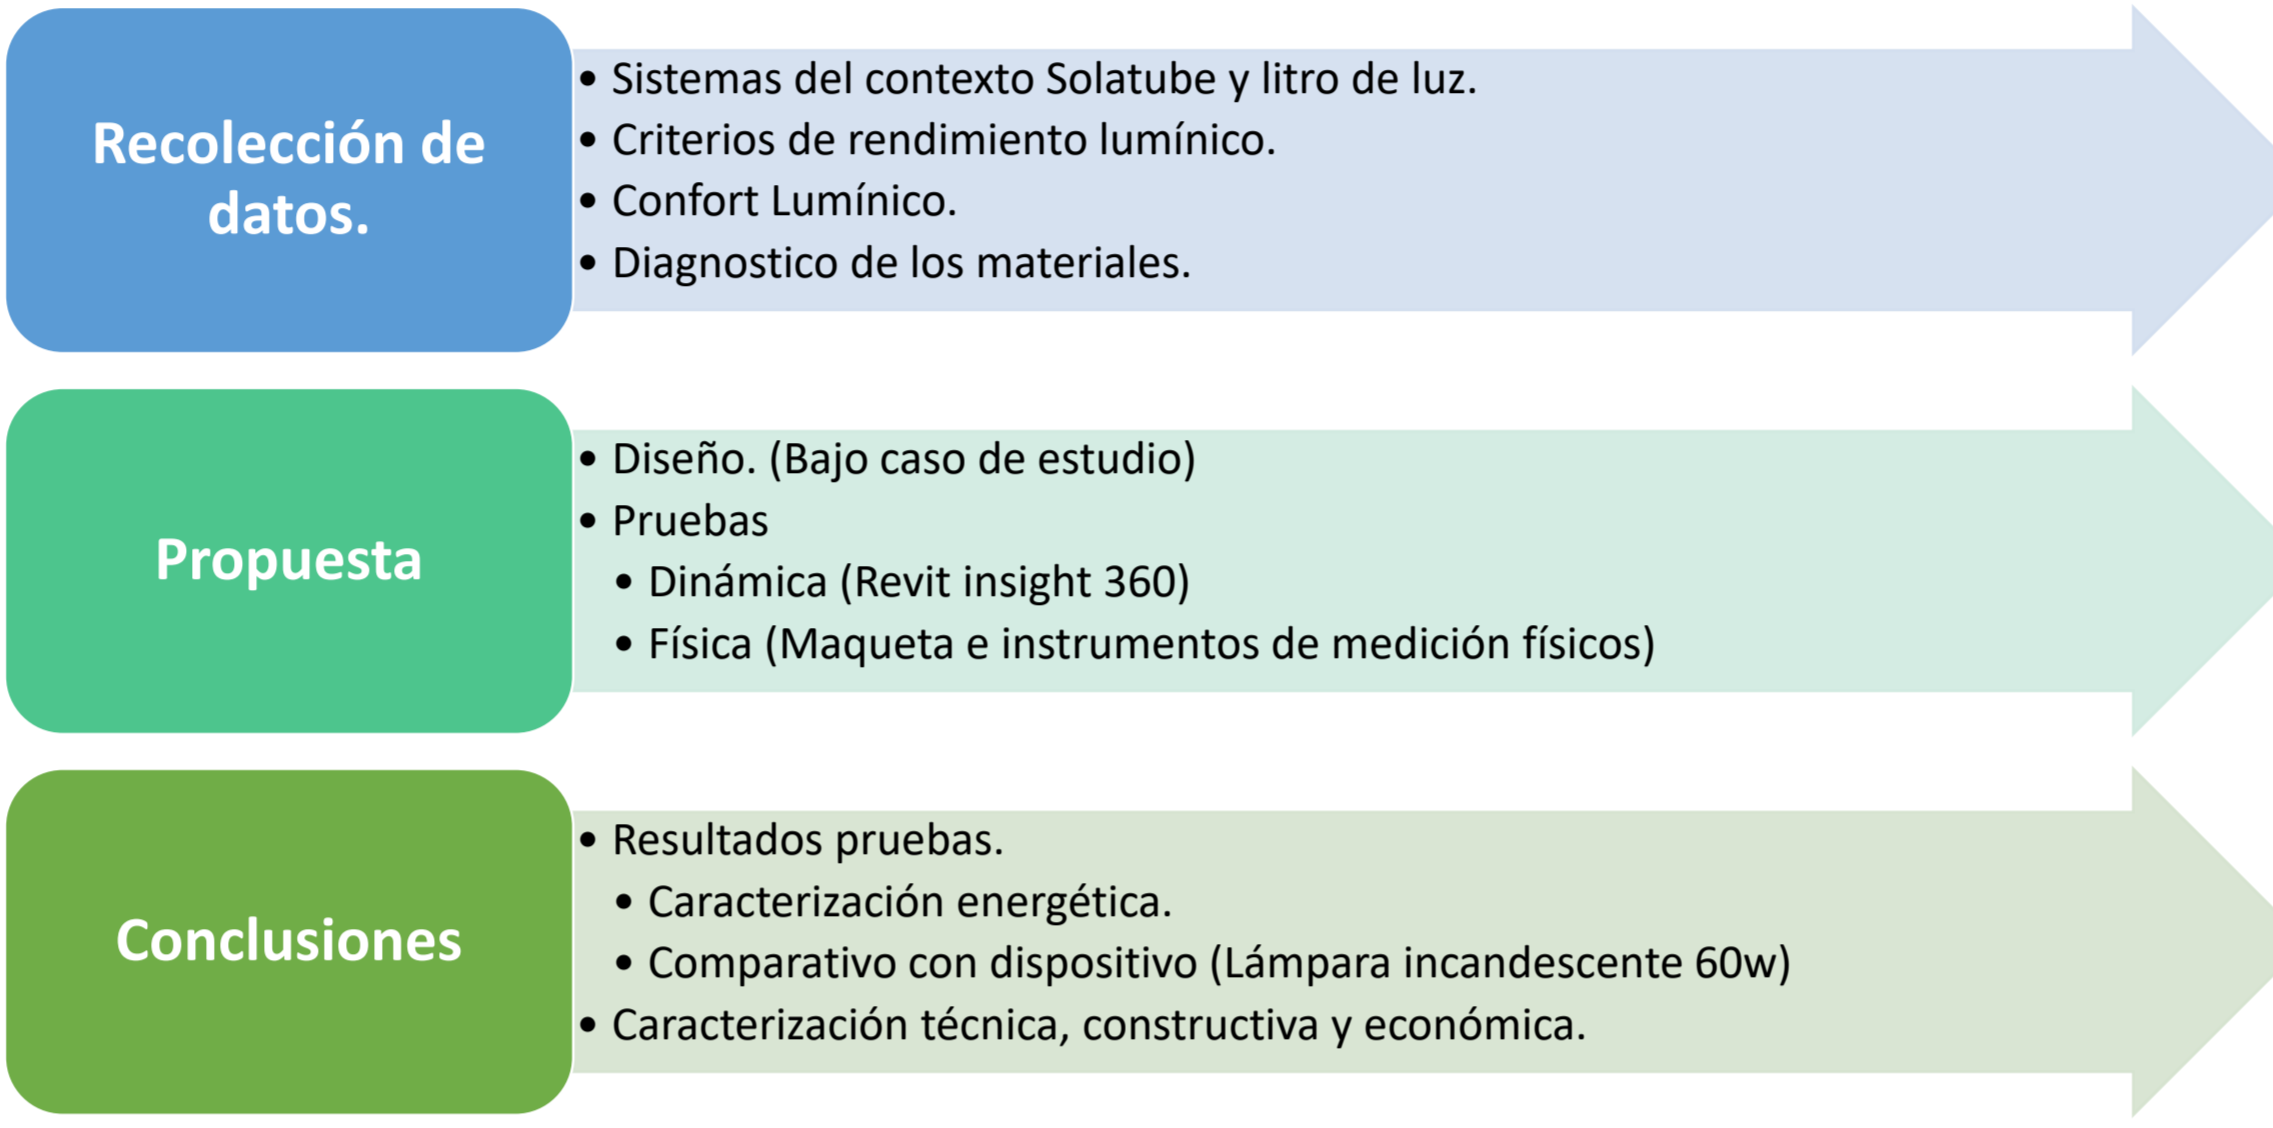 Recolección de
datos.
• Sistemas del contexto Solatube y litro de luz.
• Criterios de rendimiento lumínico.
• Confort Lumínico.
• Diagnostico de los materiales.
Propuesta
• Diseño. (Bajo caso de estudio)
• Pruebas
• Dinámica (Revit insight 360)
• Física (Maqueta e instrumentos de medición físicos)
Conclusiones
• Resultados pruebas.
• Caracterización energética.
• Comparativo con dispositivo (Lámpara incandescente 60w)
• Caracterización técnica, constructiva y económica.